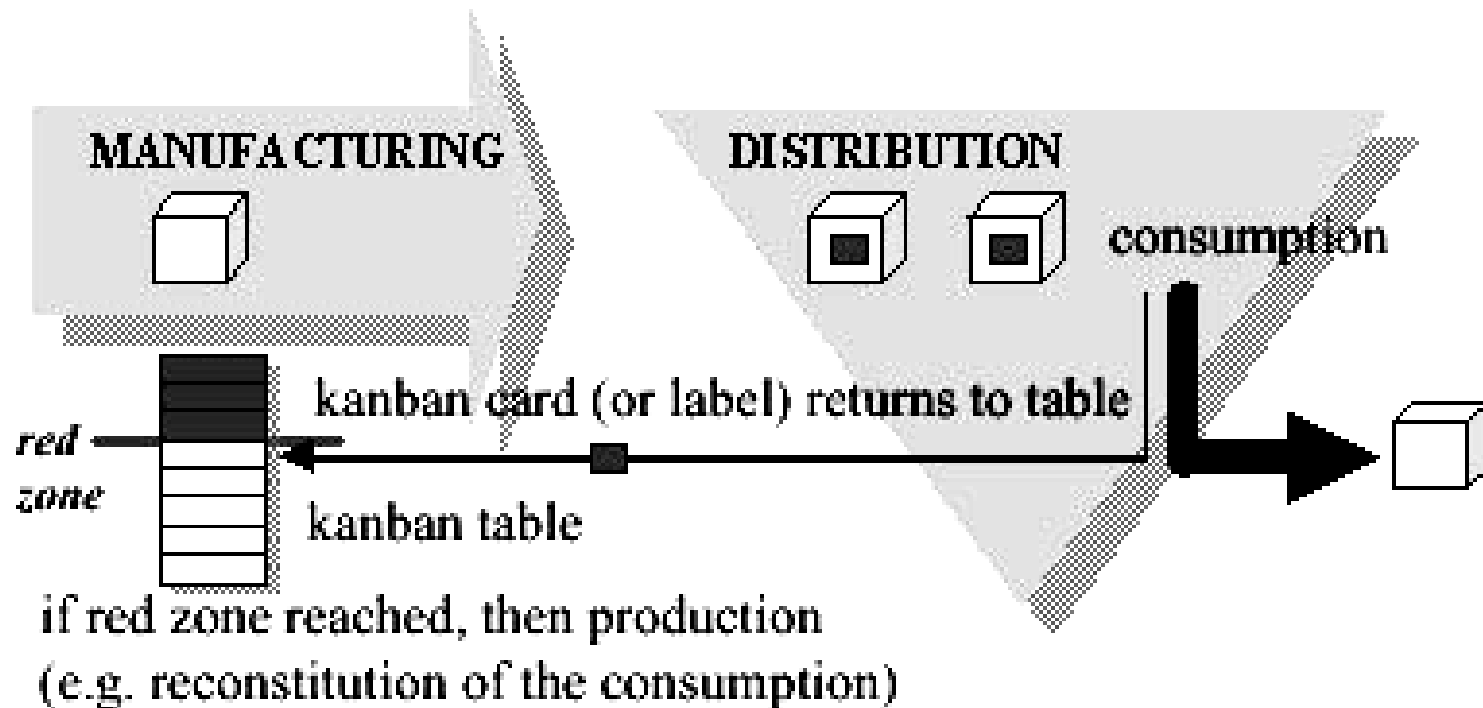 MANUFACTURING
DISTRIBUTION
consumption
kanban card (or label) returns to table
red
zone
kanban table
if red zone reached, then production
(e.g. reconstitution of the consumption)